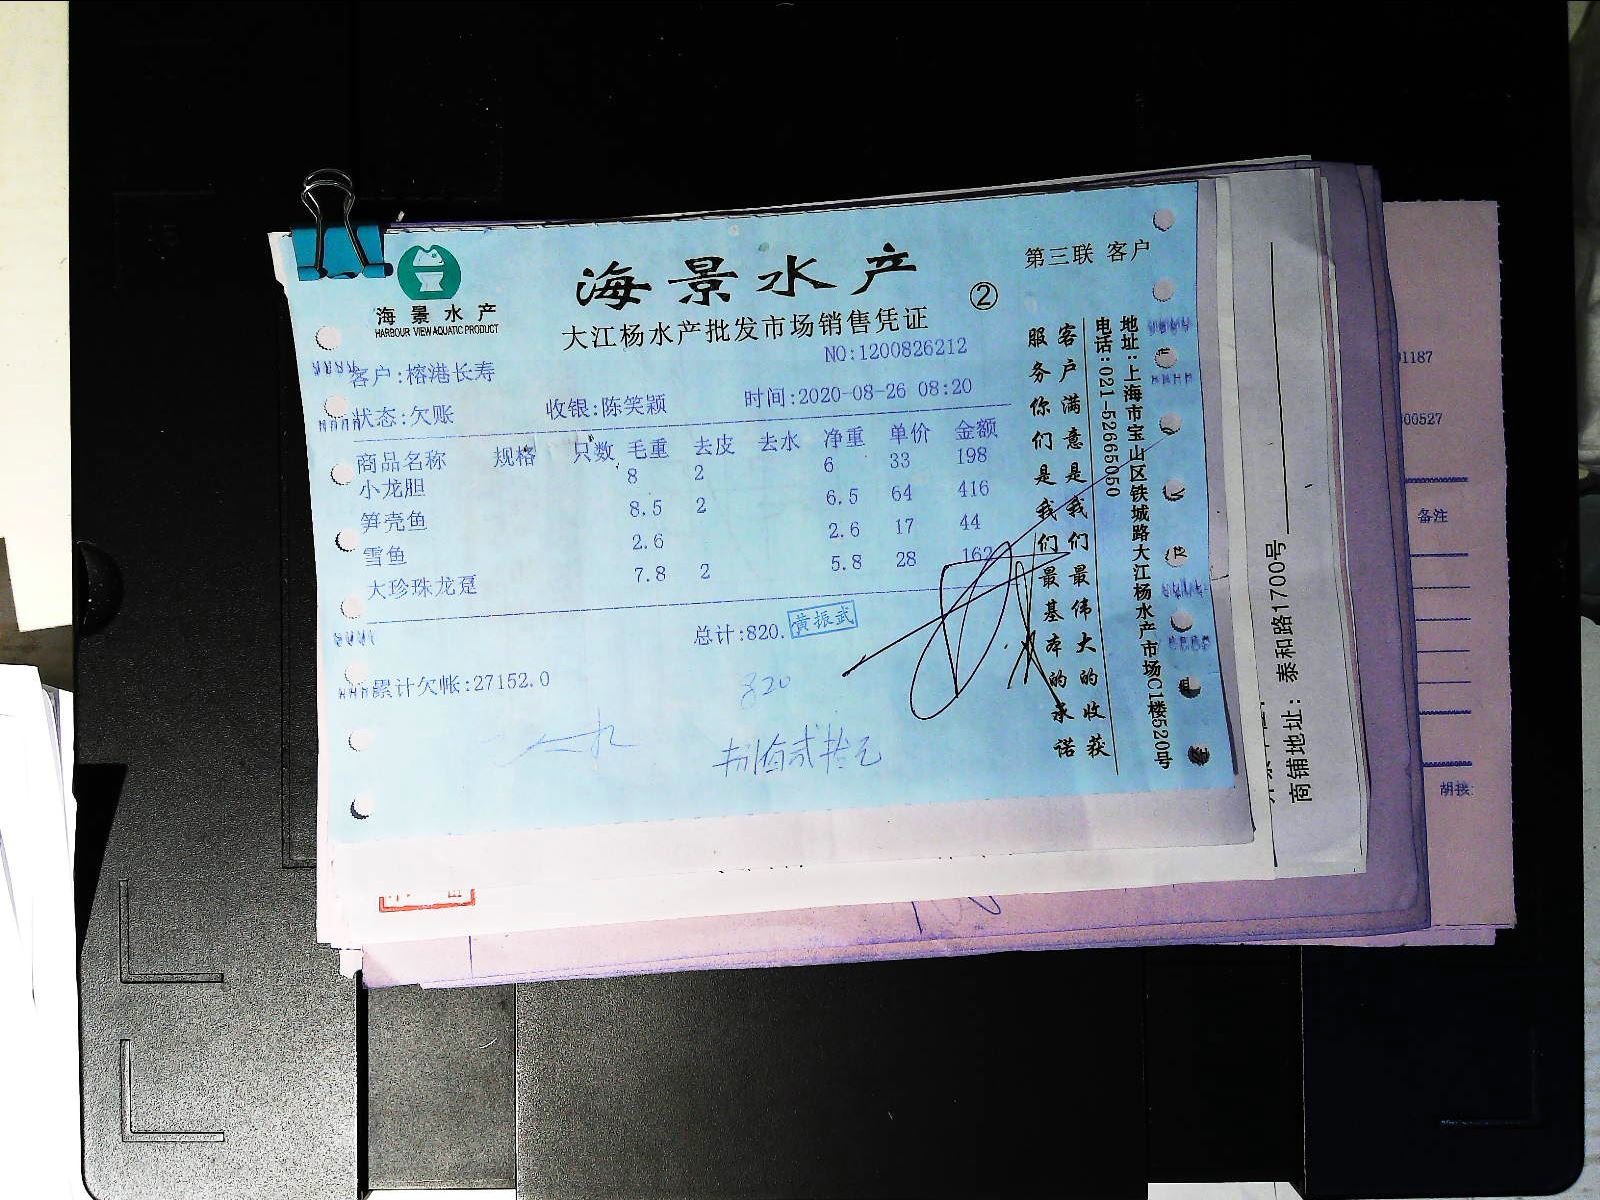 海景水产
HARBOUR VIEW AQUATIC PRODUCT
海景水产
第三联 客户
②
大江杨水产批发市场销售凭证
NO:1200826212
客户:榕港长寿
状态:欠账 收银:陈笑颖 时间:2020-08-26 08:20
商品名称 规格 只数 毛重 去皮 去水 净重 单价 金额
小龙胆 8 2 6 33 198
笋壳鱼 8.5 2 6.5 64 416
雪鱼 2.6 2.6 17 44
大珍珠龙趸 7.8 2 5.8 28 162
总计:820.
黄振武
累计欠帐:27152.0
820
捌佰贰拾元
客户满意是我们最伟大的收获
服务你们是我们最基本的承诺
地址:上海市宝山区铁城路大江杨水产市场C1楼520号
电话:021-52665050
商铺地址: 泰和路1700号
01187
00527
备注
胡接: